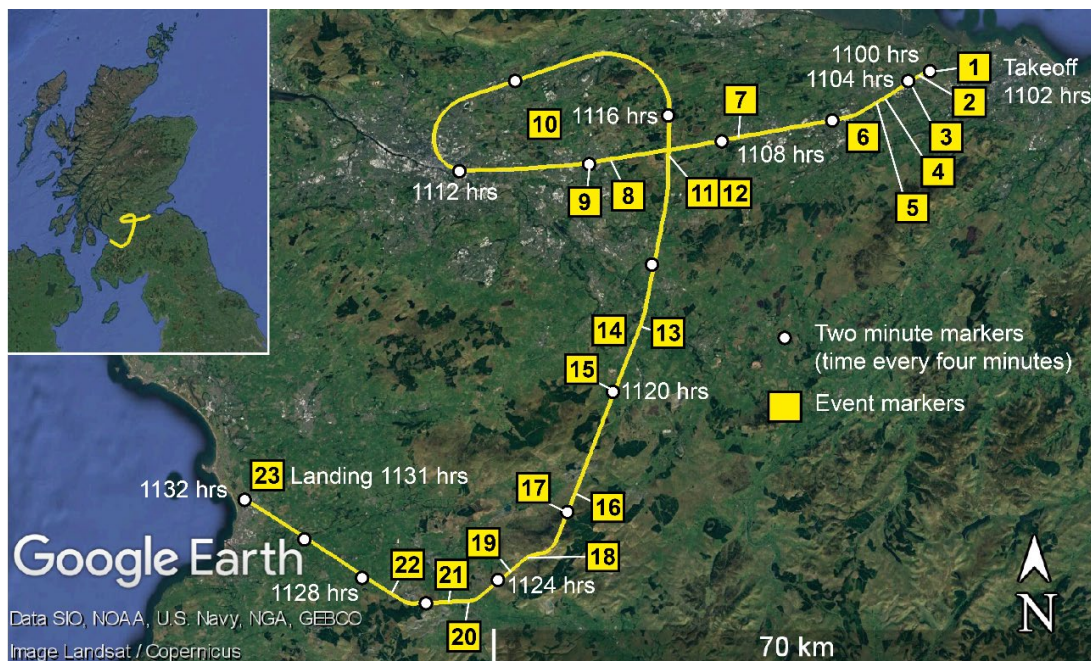 1100 hrs
1104 hrs
1
Takeoff
1102 hrs
2
3
4
5
6
7
1108 hrs
8
9
10
1116 hrs
11
12
1112 hrs
13
14
15
1120 hrs
Two minute markers
(time every four minutes)
Event markers
16
17
18
19
1124 hrs
20
21
22
1128 hrs
23
Landing 1131 hrs
1132 hrs
Google Earth
Data SIO, NOAA, U.S. Navy, NGA, GEBCO
Image Landsat / Copernicus
70 km
N